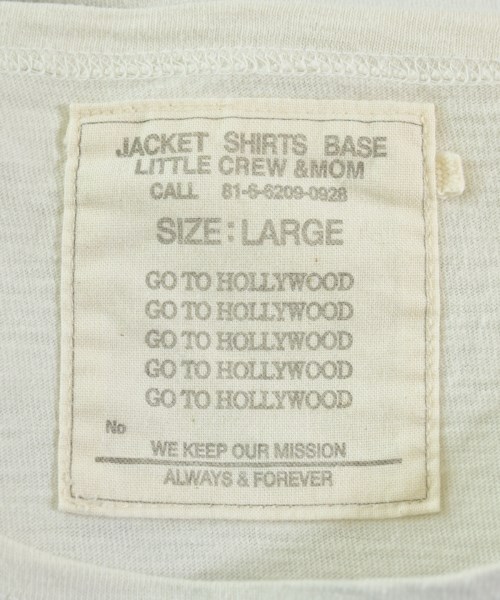 JACKET SHIRTS BASE
LITTLE CREW &MOM
CALL 81-6-6209-0928
SIZE:LARGE
GO TO HOLLYWOOD
GO TO HOLLYWOOD
GO TO HOLLYWOOD
GO TO HOLLYWOOD
GO TO HOLLYWOOD
No
WE KEEP OUR MISSION
ALWAYS & FOREVER